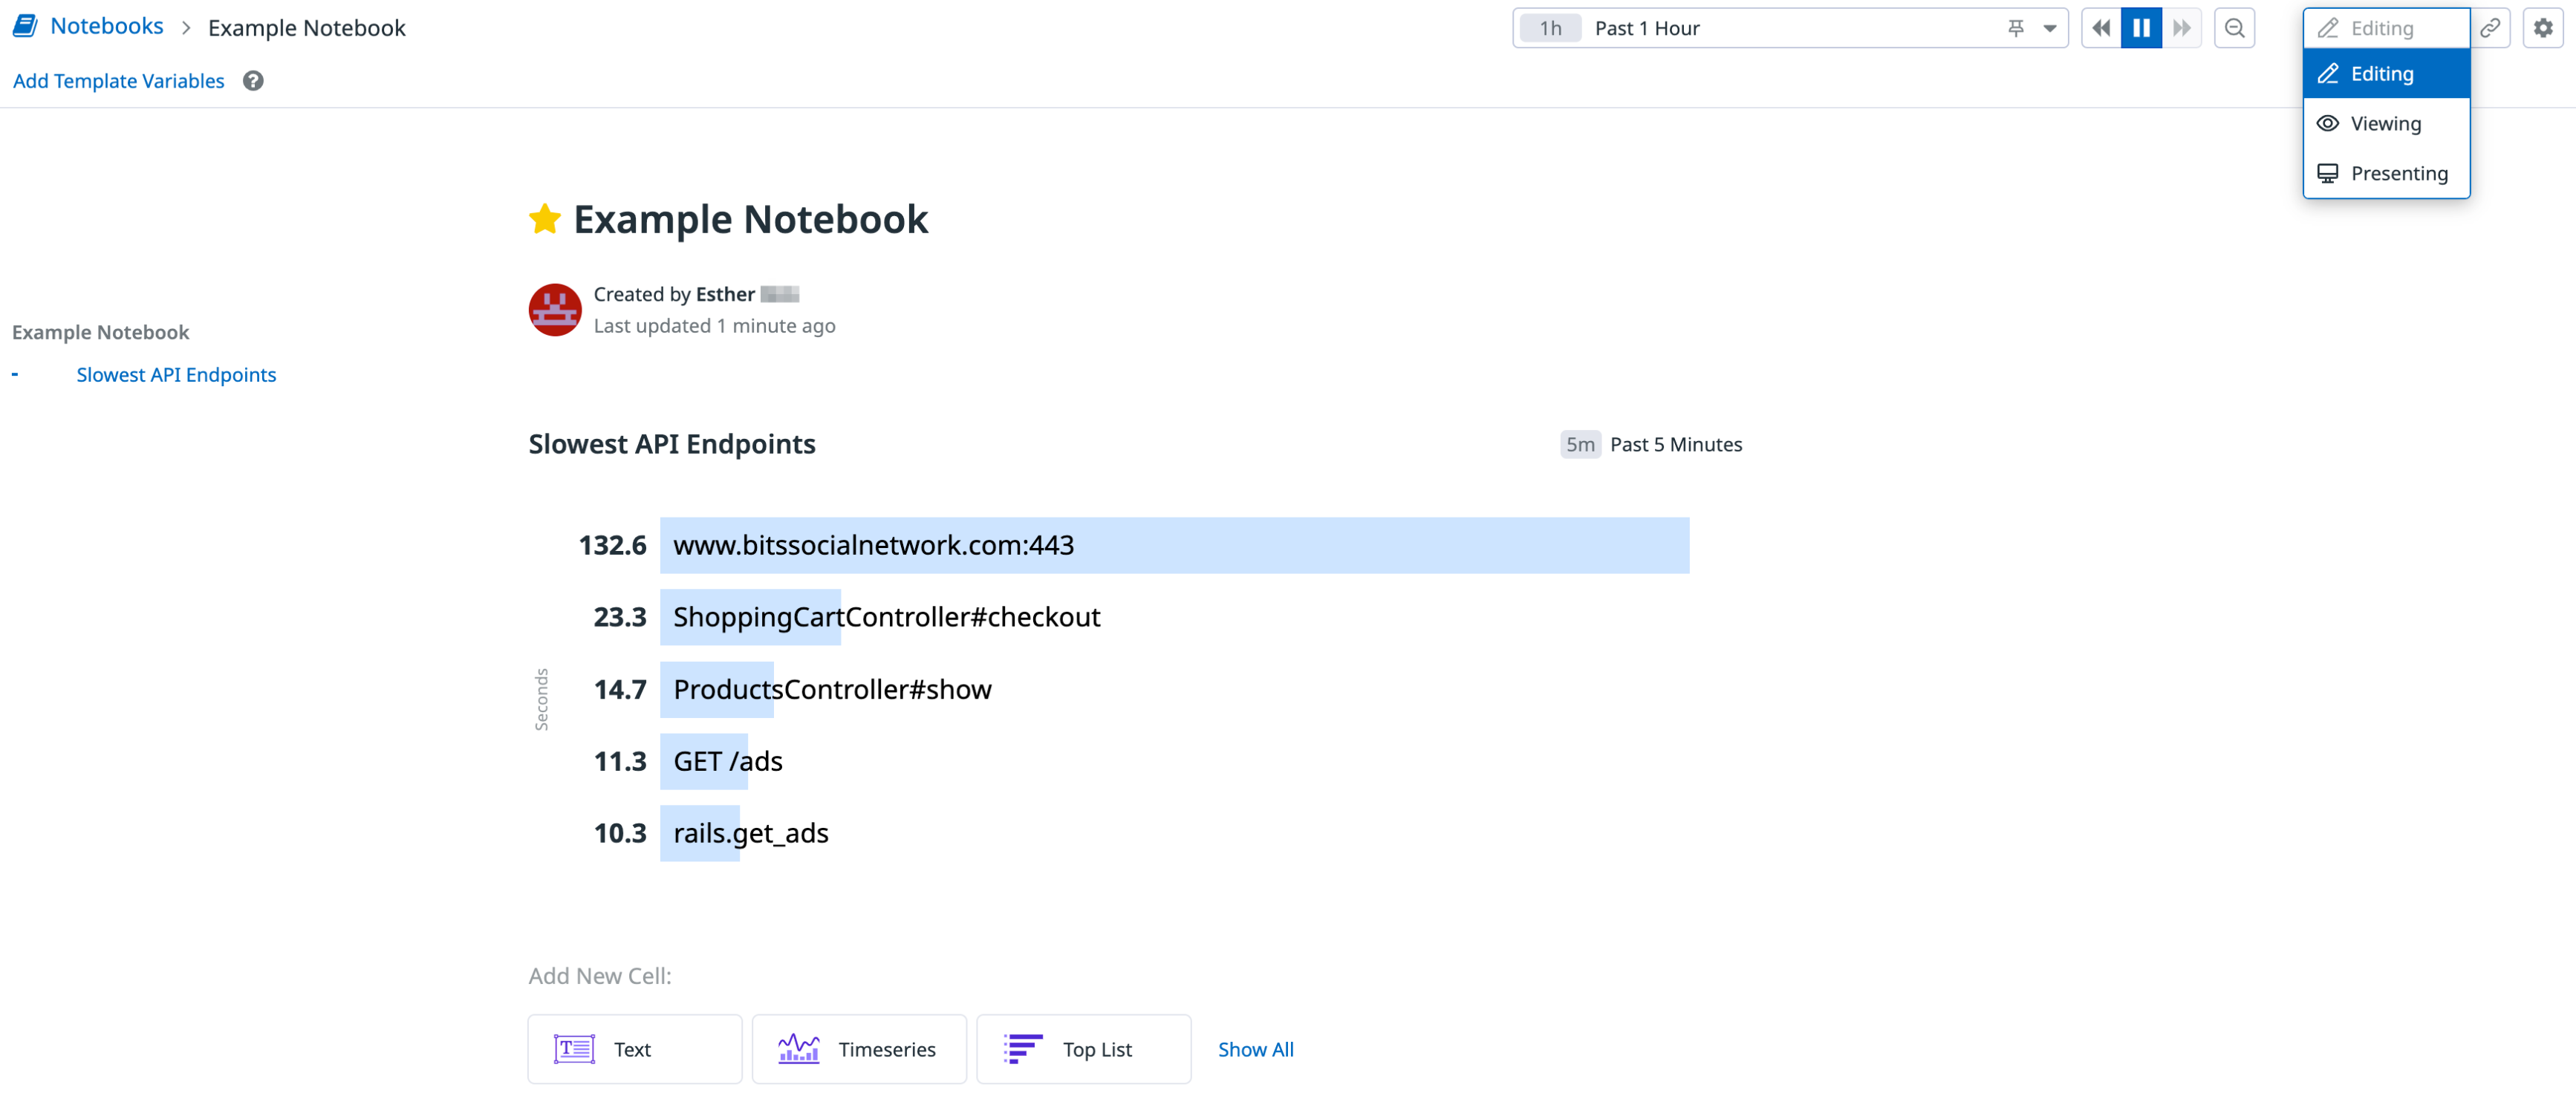 Notebooks > Example Notebook
1h Past 1 Hour
Editing
Add Template Variables ?
Editing
Viewing
Presenting
Example Notebook
Created by Esther
Last updated 1 minute ago
Example Notebook
- Slowest API Endpoints
Slowest API Endpoints
5m Past 5 Minutes
Seconds
132.6 www.bitssocialnetwork.com:443
23.3 ShoppingCartController#checkout
14.7 ProductsController#show
11.3 GET /ads
10.3 rails.get_ads
Add New Cell:
Text
Timeseries
Top List
Show All